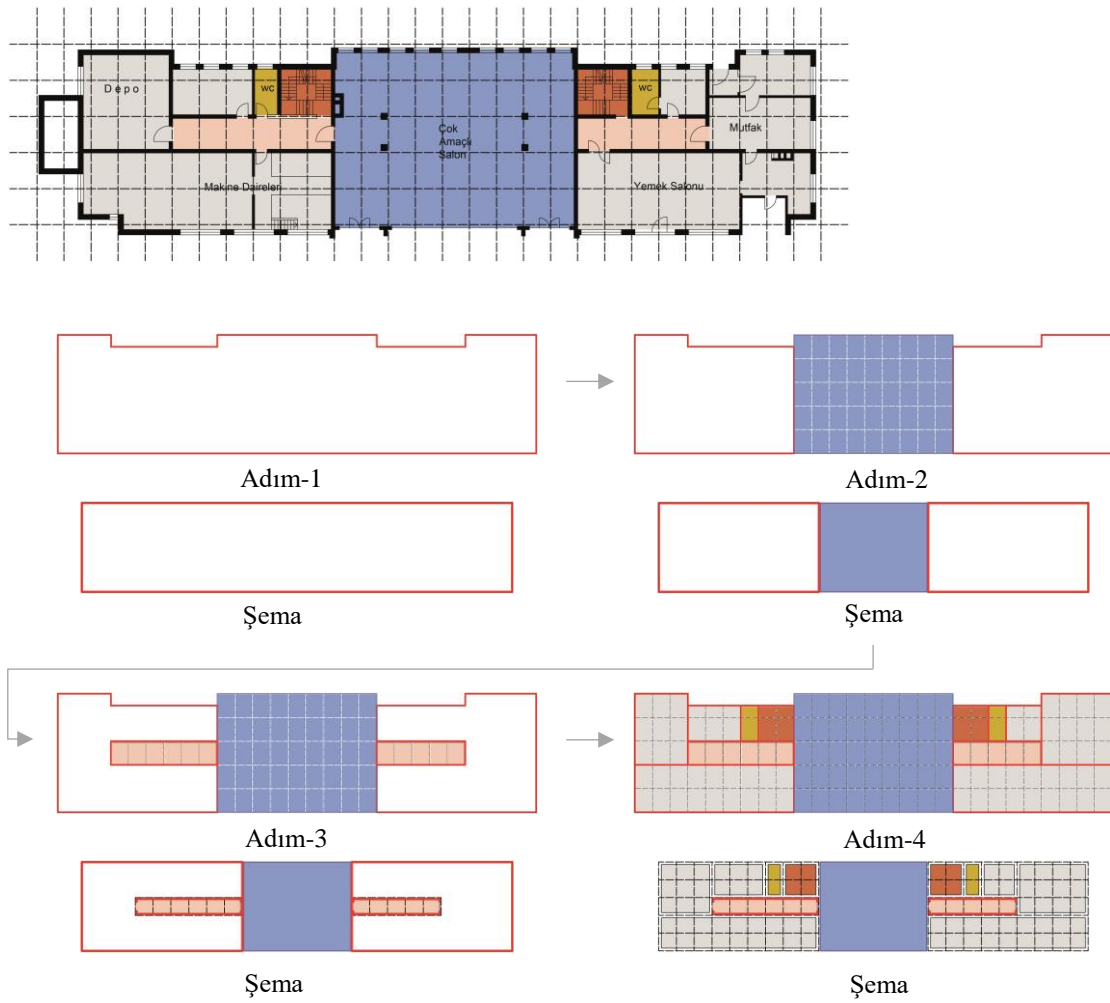 Depo
WC
WC
Çok
Amaçlı
Salon
Mutfak
Makine Daireleri
Yemek Salonu
Adım-1
Adım-2
Şema
Şema
Adım-3
Adım-4
Şema
Şema